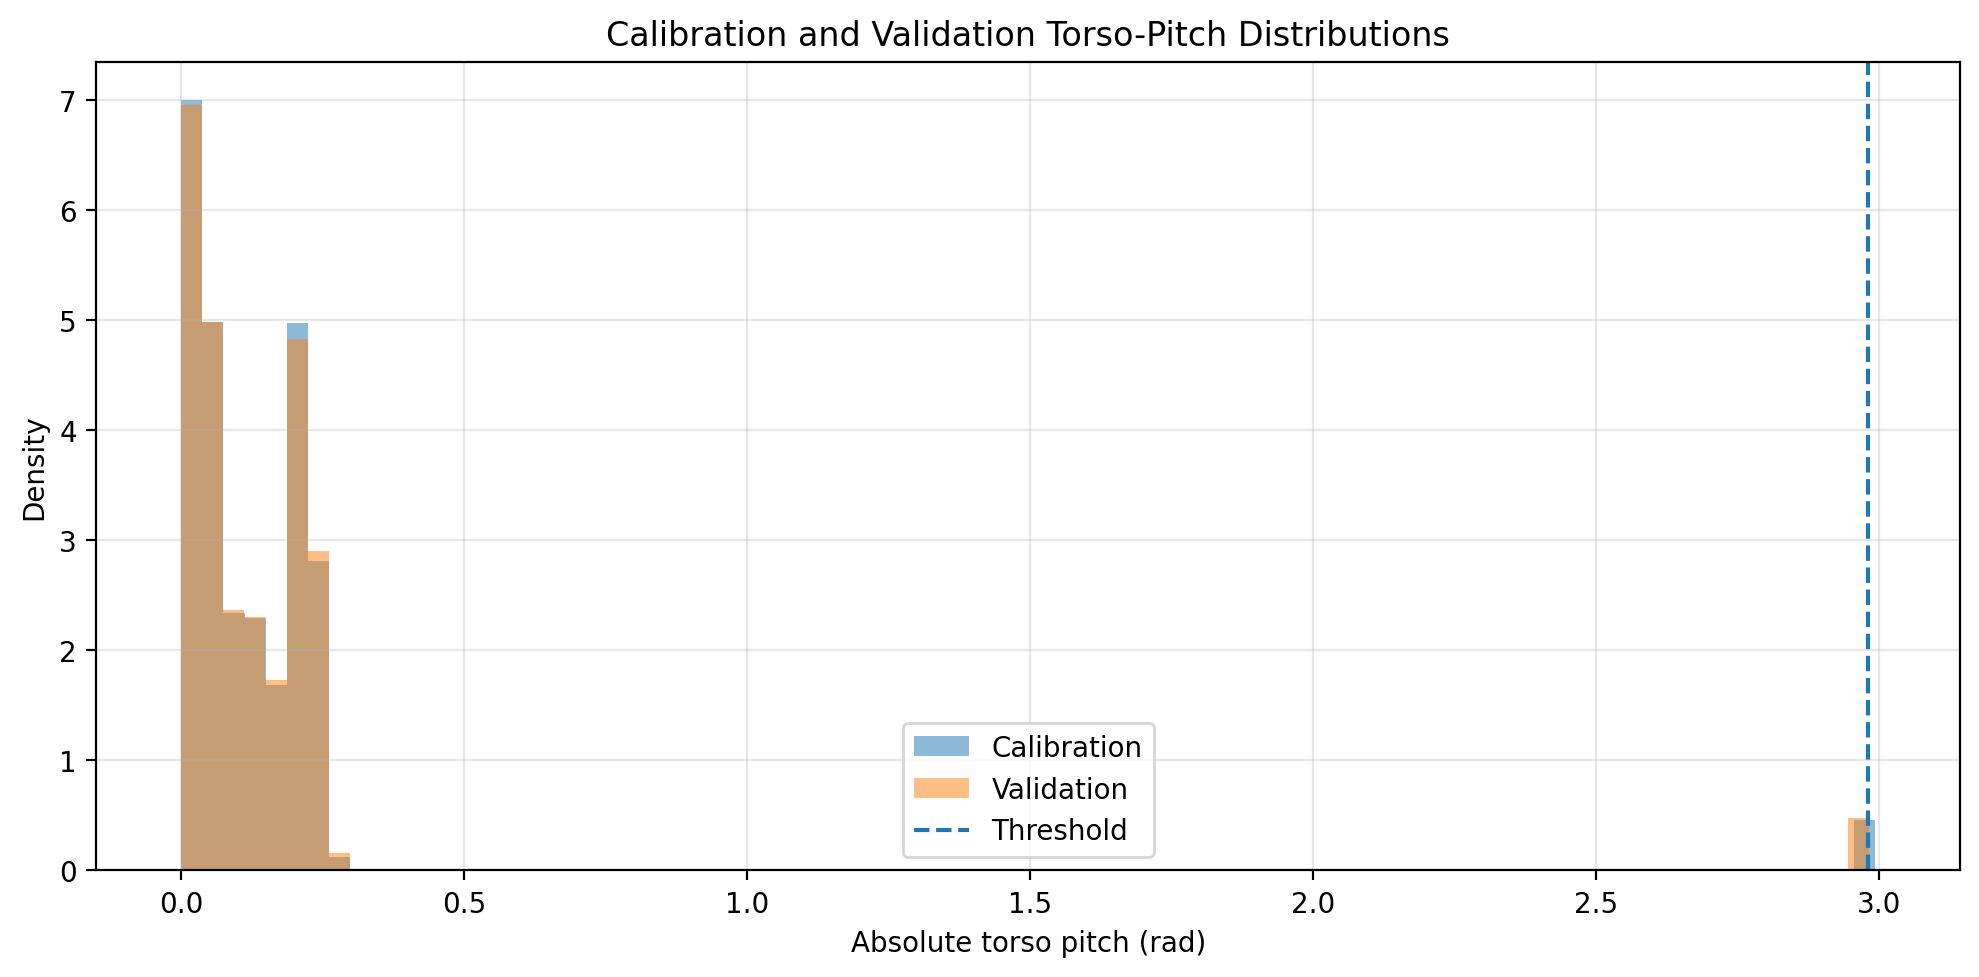 Calibration and Validation Torso-Pitch Distributions
Density
7
6
5
4
3
2
1
0
Calibration
Validation
Threshold
0.0 0.5 1.0 1.5 2.0 2.5 3.0
Absolute torso pitch (rad)